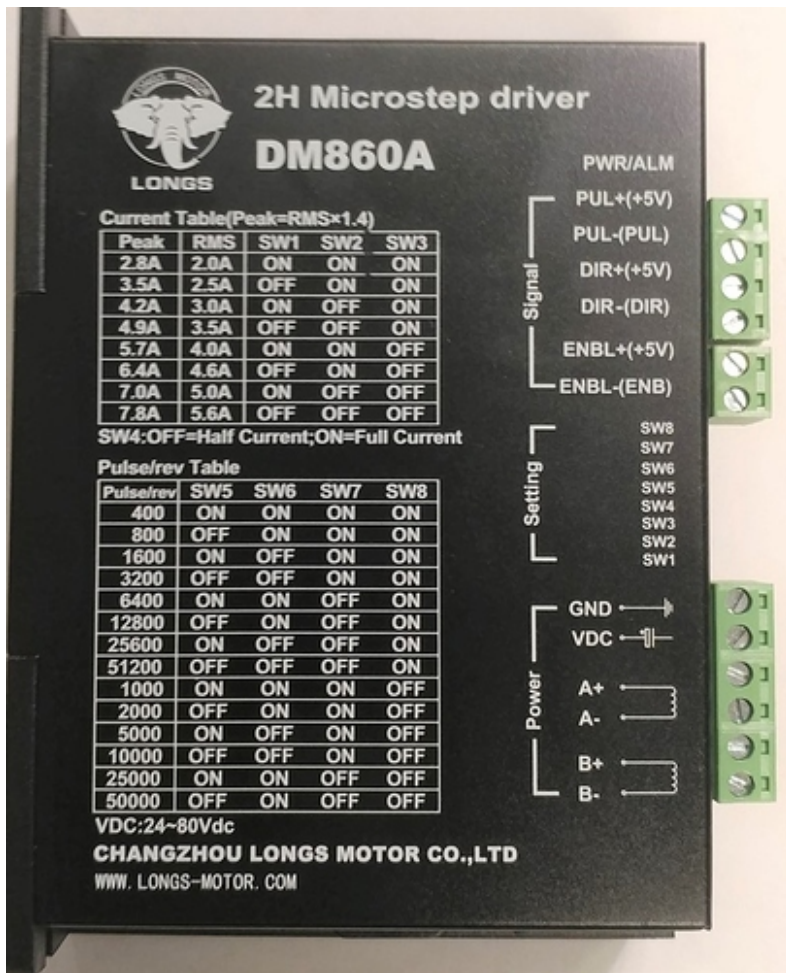 LONGS MOTOR
LONGS
2H Microstep driver
DM860A
Current Table(Peak=RMS×1.4)
Peak RMS SW1 SW2 SW3
2.8A 2.0A ON ON ON
3.5A 2.5A OFF ON ON
4.2A 3.0A ON OFF ON
4.9A 3.5A OFF OFF ON
5.7A 4.0A ON ON OFF
6.4A 4.6A OFF ON OFF
7.0A 5.0A ON OFF OFF
7.8A 5.6A OFF OFF OFF
SW4:OFF=Half Current;ON=Full Current
Pulse/rev Table
Pulse/rev SW5 SW6 SW7 SW8
400 ON ON ON ON
800 OFF ON ON ON
1600 ON OFF ON ON
3200 OFF OFF ON ON
6400 ON ON OFF ON
12800 OFF ON OFF ON
25600 ON OFF OFF ON
51200 OFF OFF OFF ON
1000 ON ON ON OFF
2000 OFF ON ON OFF
5000 ON OFF ON OFF
10000 OFF OFF ON OFF
25000 ON ON OFF OFF
50000 OFF ON OFF OFF
VDC:24~80Vdc
CHANGZHOU LONGS MOTOR CO.,LTD
WWW. LONGS-MOTOR. COM
PWR/ALM
Signal
PUL+(+5V)
PUL-(PUL)
DIR+(+5V)
DIR-(DIR)
ENBL+(+5V)
ENBL-(ENB)
Setting
SW8
SW7
SW6
SW5
SW4
SW3
SW2
SW1
Power
GND
VDC
A+
A-
B+
B-